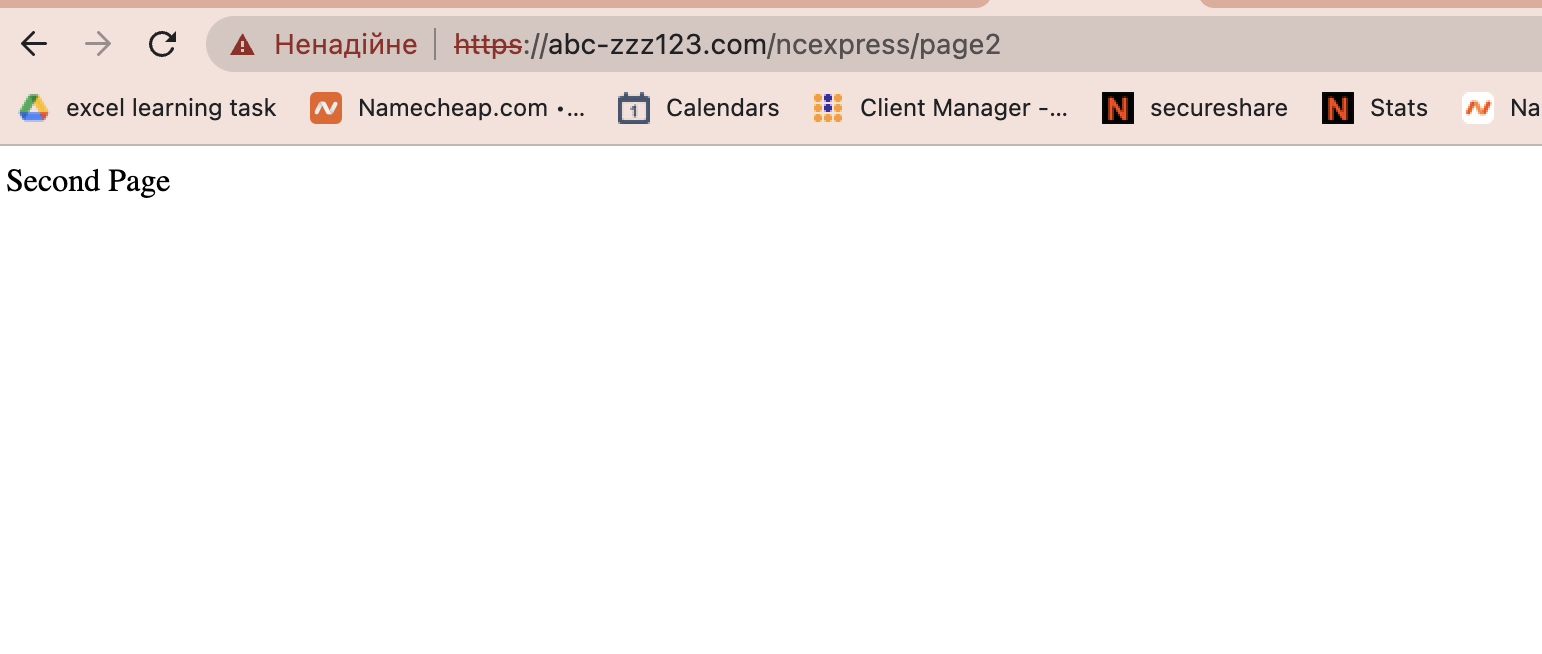 Ненадійне https://abc-zzz123.com/ncexpress/page2
excel learning task Namecheap.com •... 1 Calendars Client Manager -... N secureshare N Stats Na
Second Page